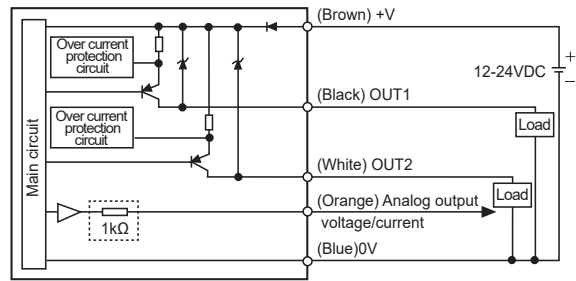 (Brown) +V
Over current
protection
circuit
+
12-24VDC
−
(Black) OUT1
Load
Over current
protection
circuit
Main circuit
(White) OUT2
Load
(Orange) Analog output
voltage/current
1kΩ
(Blue)0V